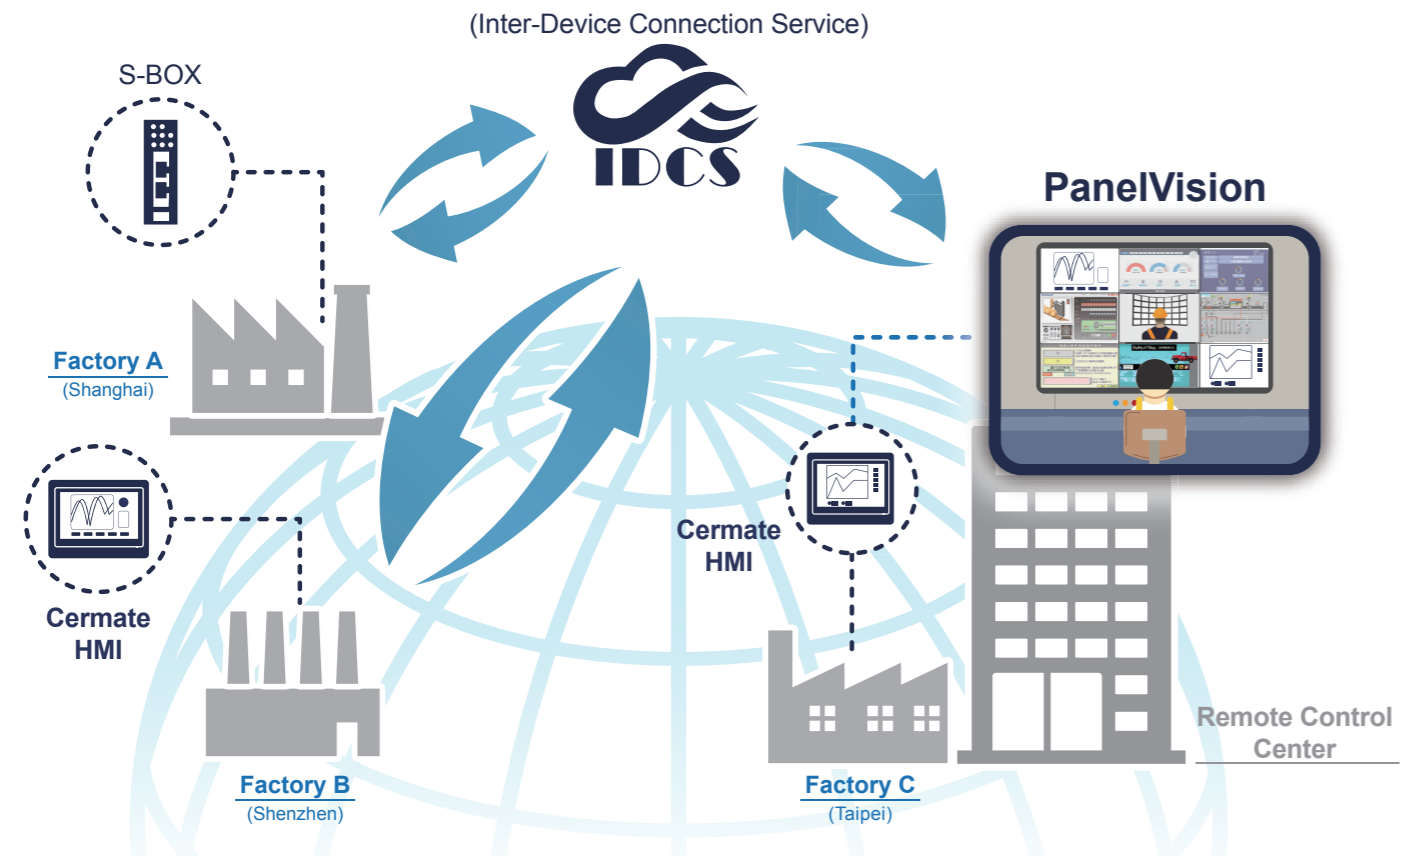 (Inter-Device Connection Service)
IDCS
S-BOX
PanelVision
Factory A
(Shanghai)
Cermate
HMI
Cermate
HMI
Factory B
(Shenzhen)
Factory C
(Taipei)
Remote Control
Center